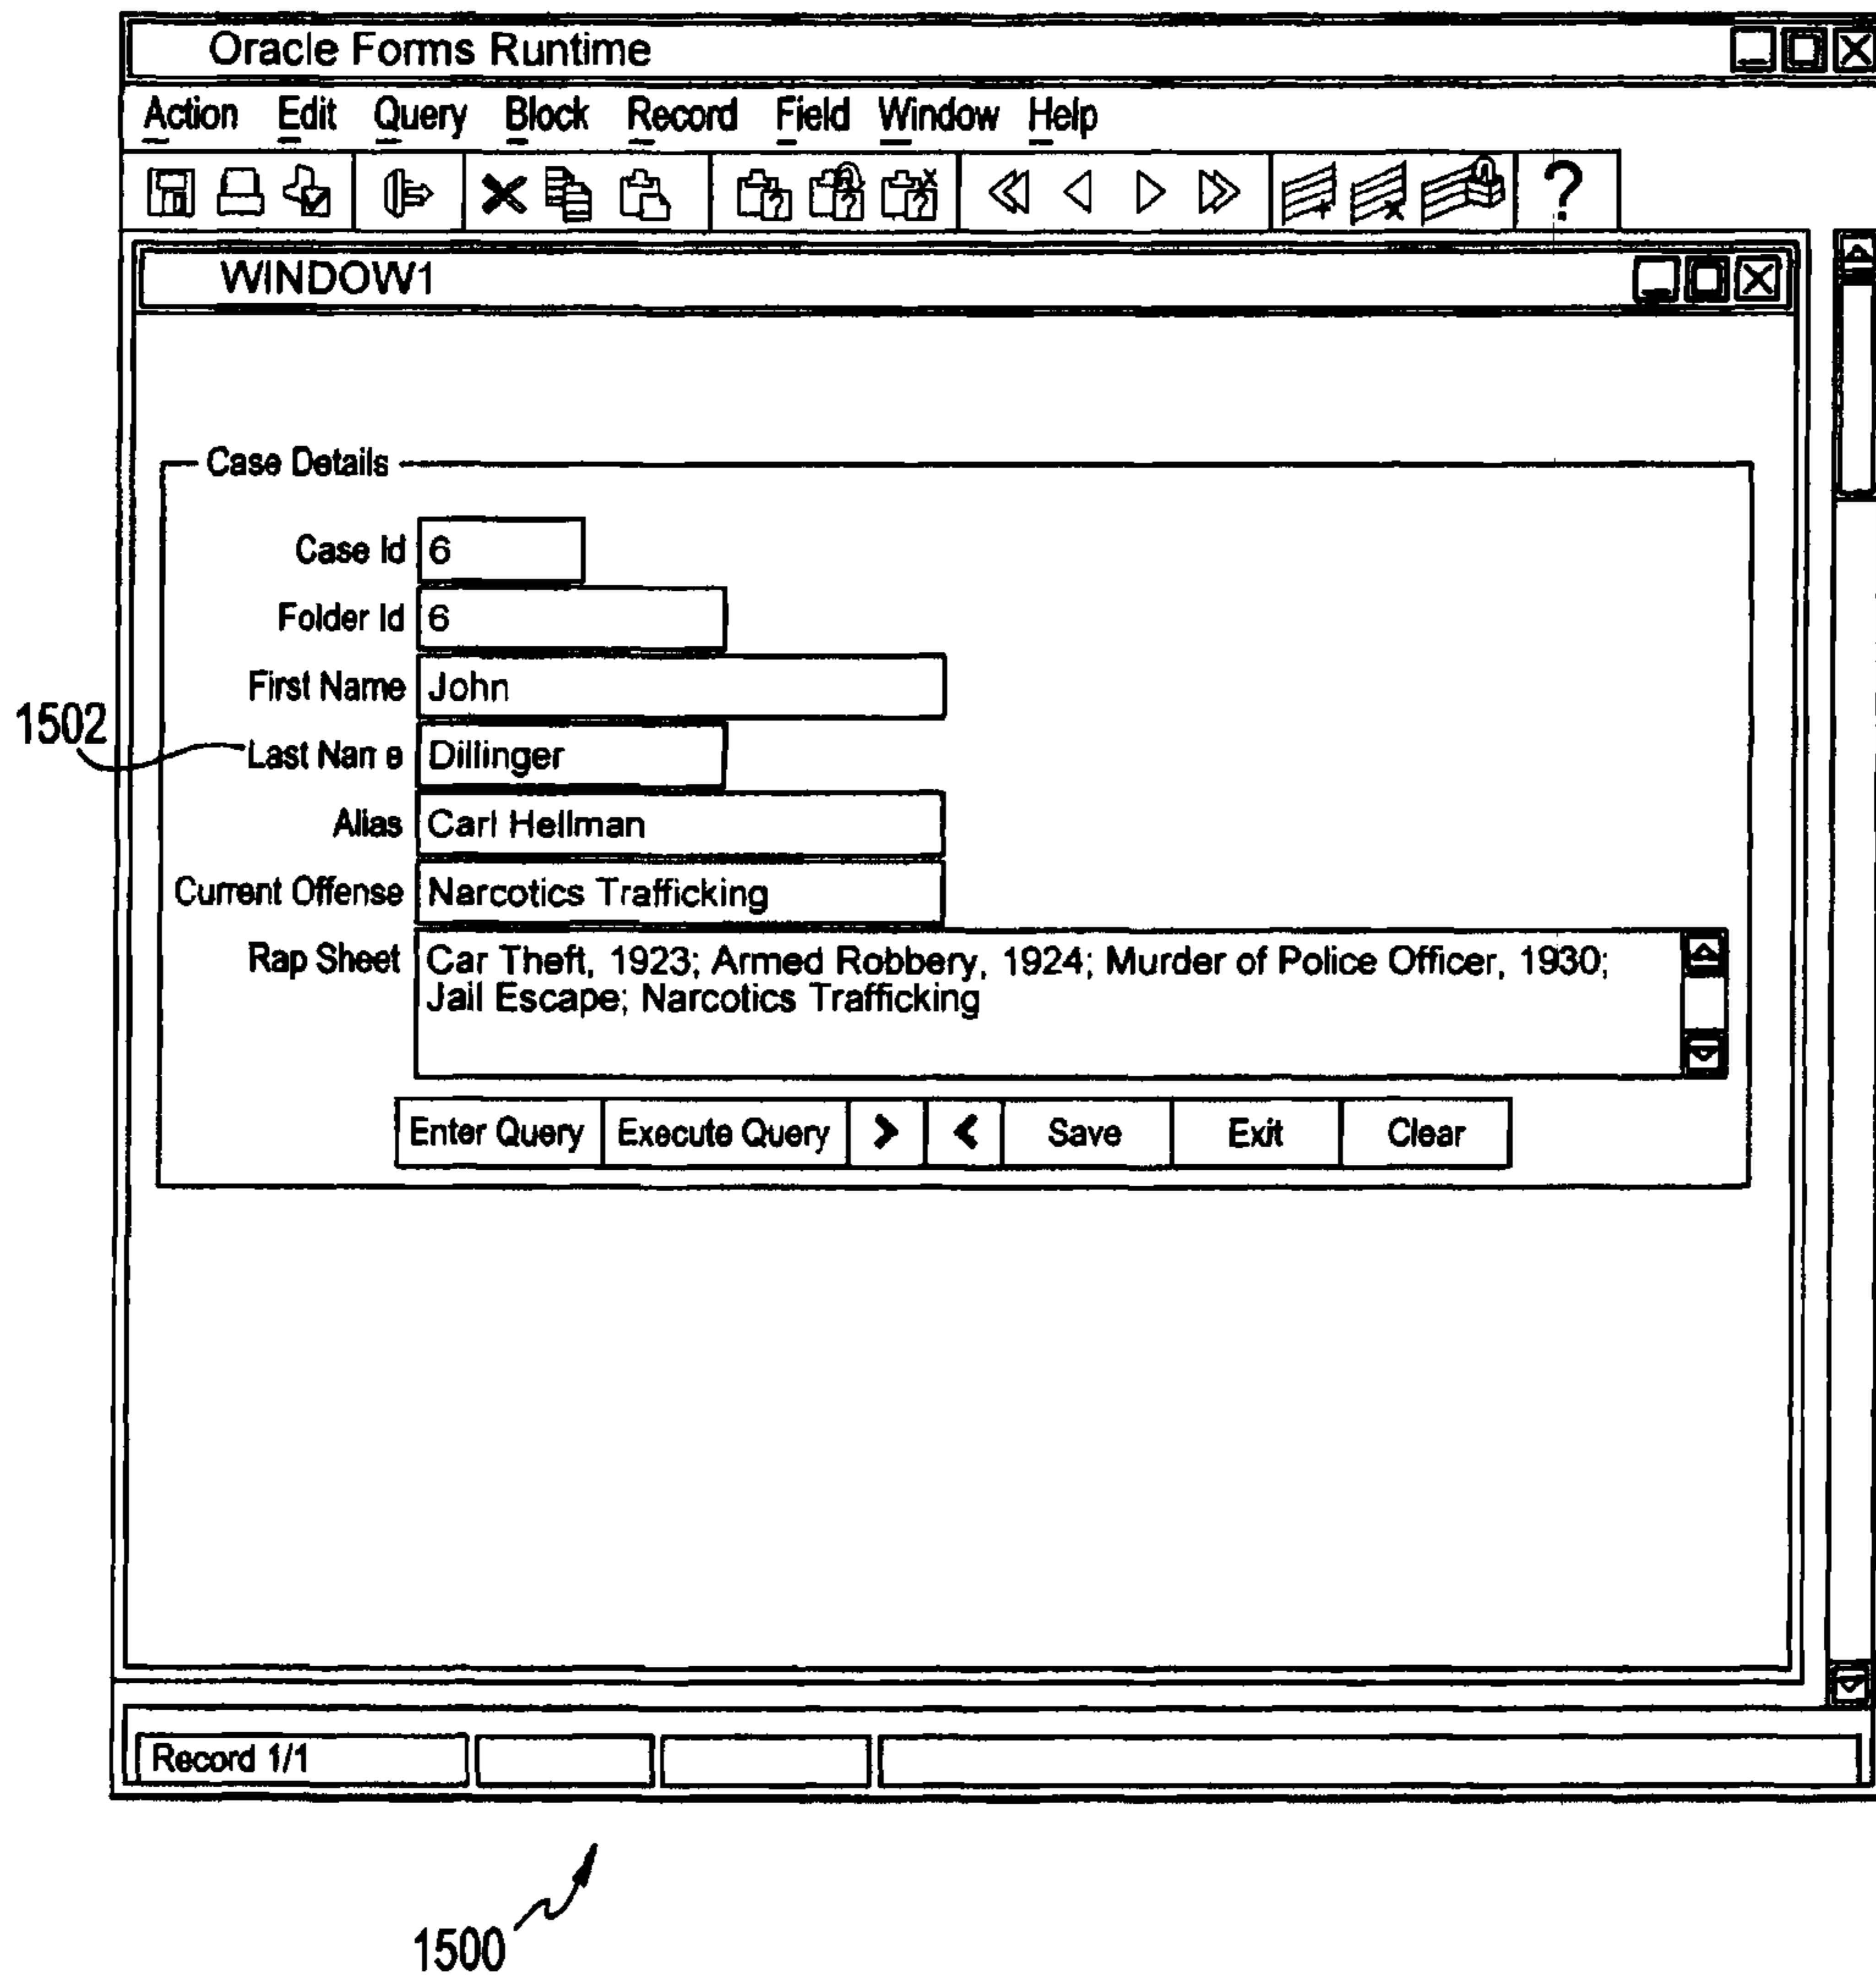 Oracle Forms Runtime
Action Edit Query Block Record Field Window Help
?
WINDOW1
Case Details
Case Id 6
Folder Id 6
First Name John
1502
Last Name Dillinger
Alias Carl Hellman
Current Offense Narcotics Trafficking
Rap Sheet Car Theft, 1923; Armed Robbery, 1924; Murder of Police Officer, 1930;
Jail Escape; Narcotics Trafficking
Enter Query Execute Query > < Save Exit Clear
Record 1/1
1500